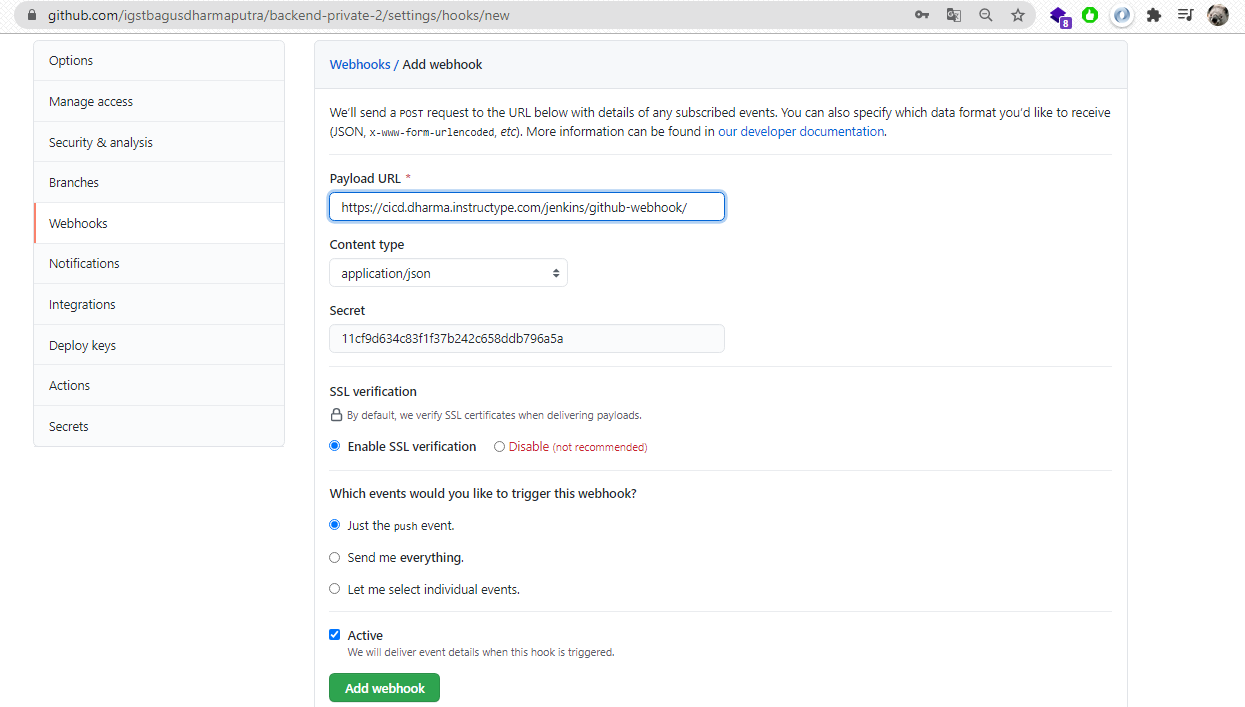 github.com/igstbagusdharmaputra/backend-private-2/settings/hooks/new
8
Options
Manage access
Security & analysis
Branches
Webhooks
Notifications
Integrations
Deploy keys
Actions
Secrets
Webhooks / Add webhook
We'll send a POST request to the URL below with details of any subscribed events. You can also specify which data format you'd like to receive
(JSON, x-www-form-urlencoded, etc). More information can be found in our developer documentation.
Payload URL *
https://cicd.dharma.instructype.com/jenkins/github-webhook/
Content type
application/json
Secret
11cf9d634c83f1f37b242c658ddb796a5a
SSL verification
By default, we verify SSL certificates when delivering payloads.
Enable SSL verification Disable (not recommended)
Which events would you like to trigger this webhook?
Just the push event.
Send me everything.
Let me select individual events.
Active
We will deliver event details when this hook is triggered.
Add webhook